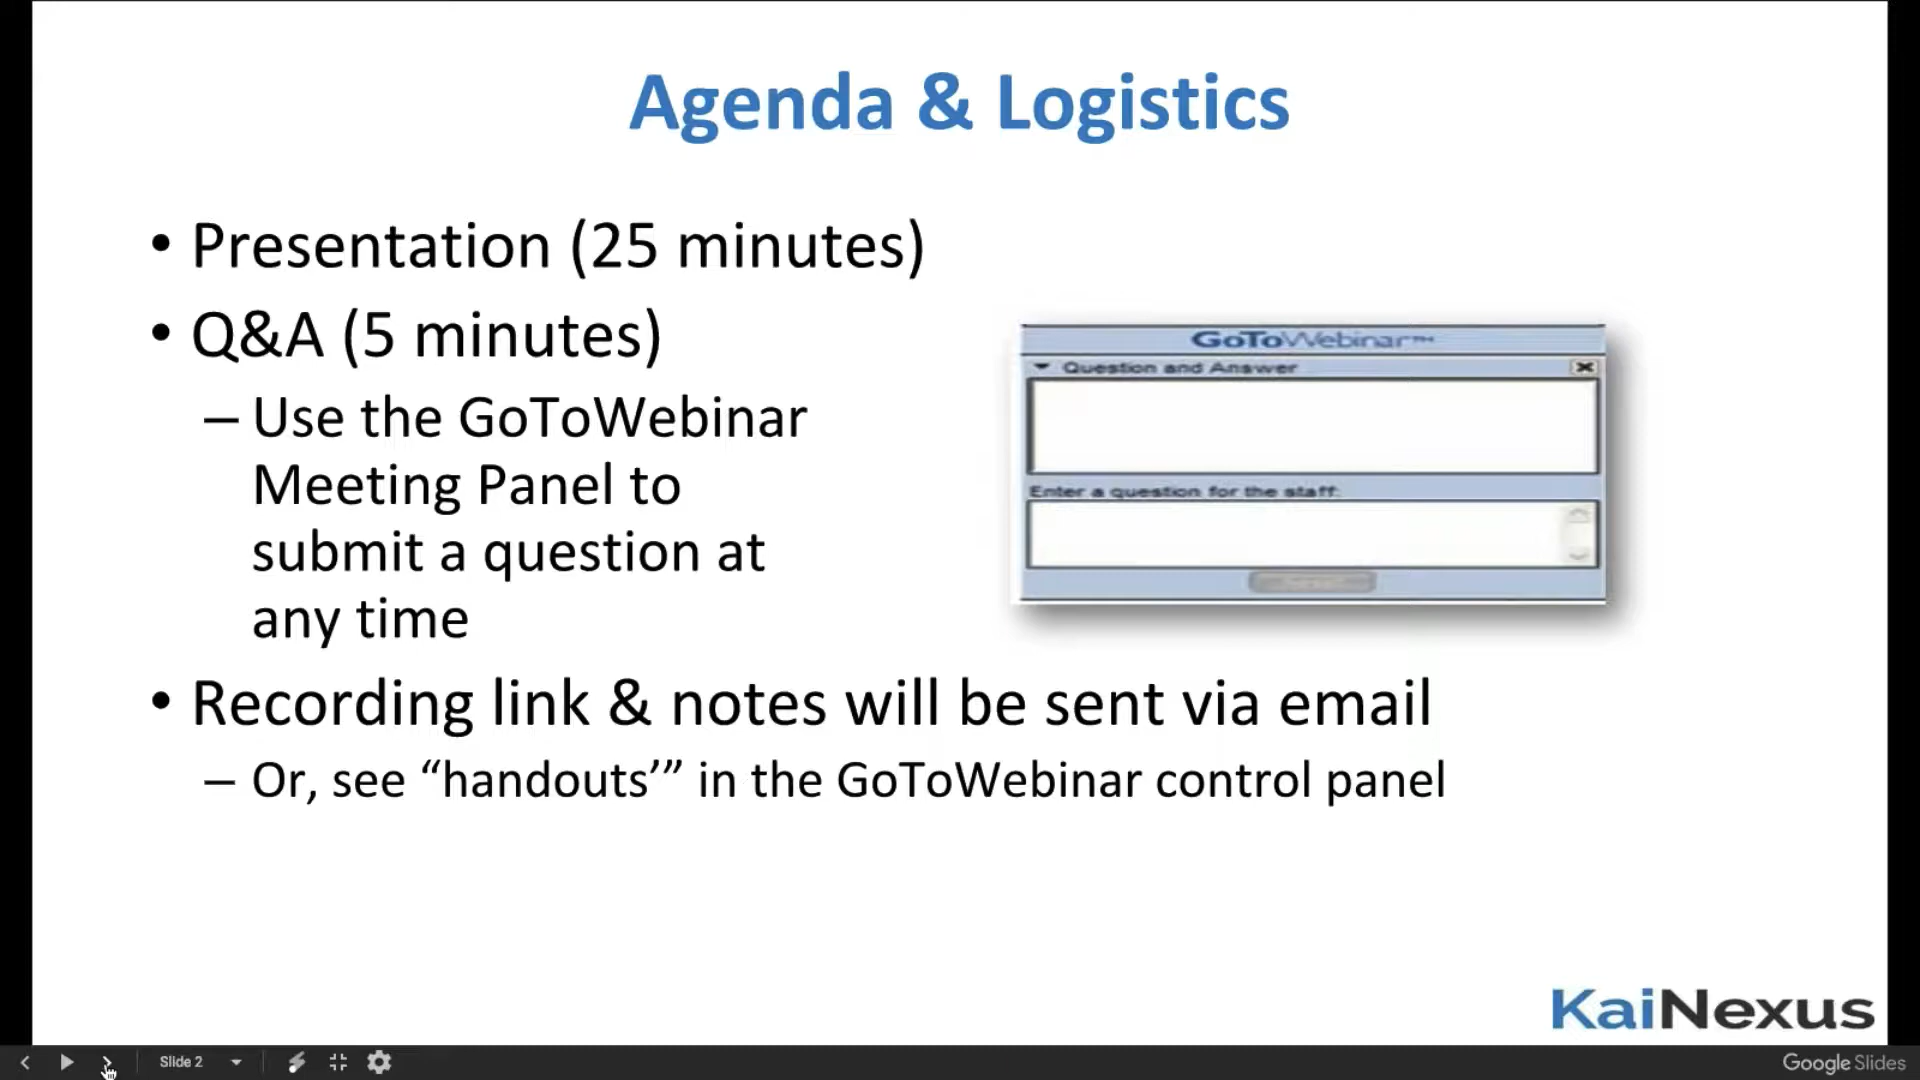 Agenda & Logistics
• Presentation (25 minutes)
• Q&A (5 minutes)
– Use the GoToWebinar
Meeting Panel to
submit a question at
any time
GoToWebinar™
Question and Answer
Enter a question for the staff:
• Recording link & notes will be sent via email
– Or, see “handouts’” in the GoToWebinar control panel
KaiNexus
Slide 2
Google Slides